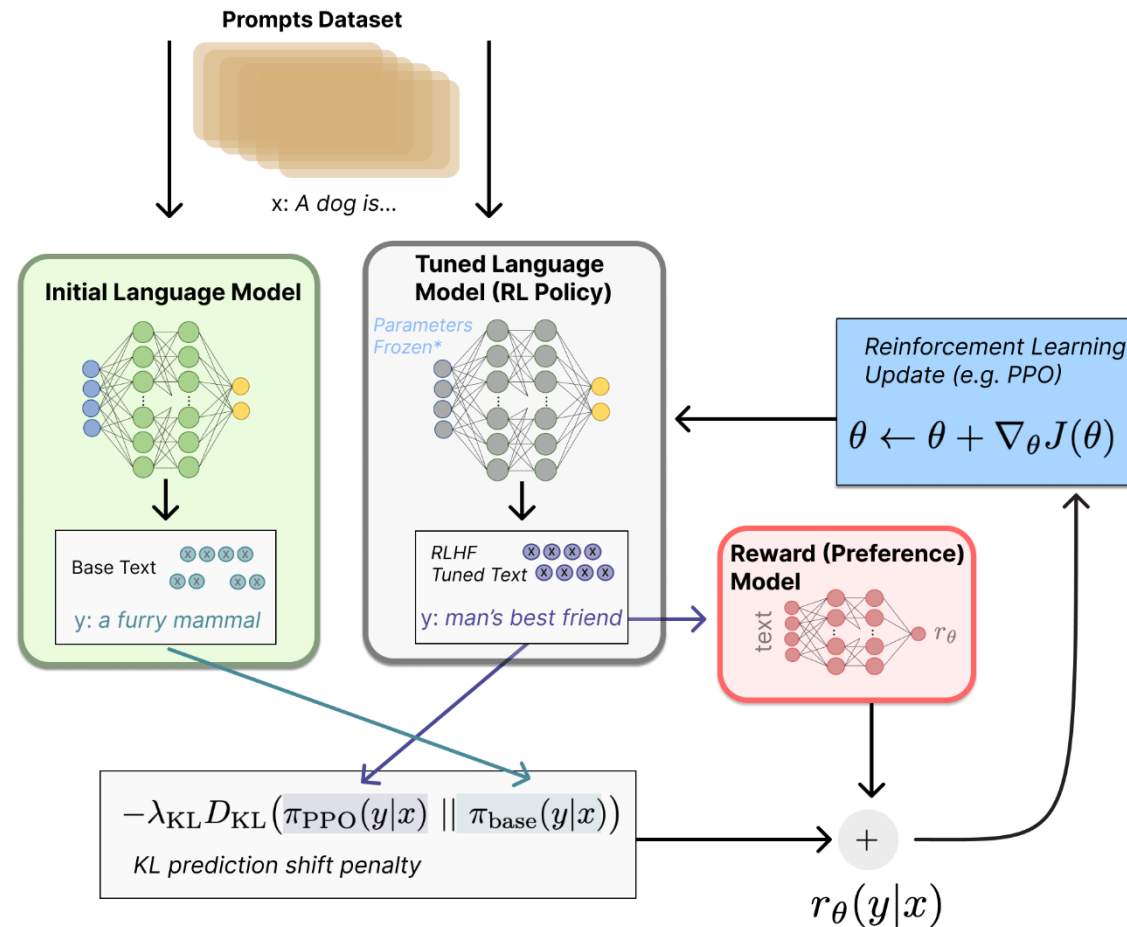 Prompts Dataset
x: A dog is...
Initial Language Model
Base Text
x x x x
x x x x
y: a furry mammal
Tuned Language
Model (RL Policy)
Parameters
Frozen*
RLHF
Tuned Text
x x x x
x x x x
y: man's best friend
Reinforcement Learning
Update (e.g. PPO)
θ ← θ + ∇θJ(θ)
Reward (Preference)
Model
text
rθ
−λKL DKL(πPPO(y|x) || πbase(y|x))
KL prediction shift penalty
+
rθ(y|x)